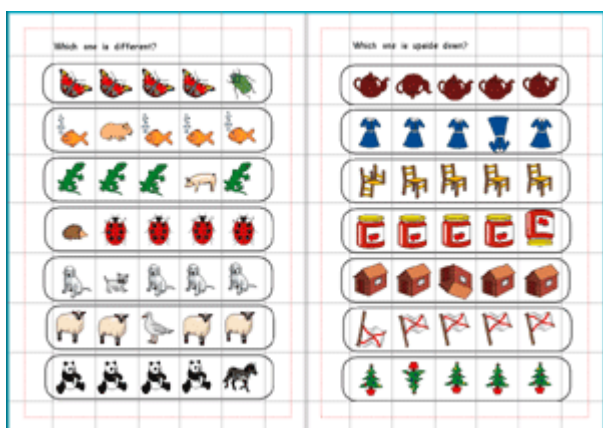 Which one is different?
Which one is upside down?